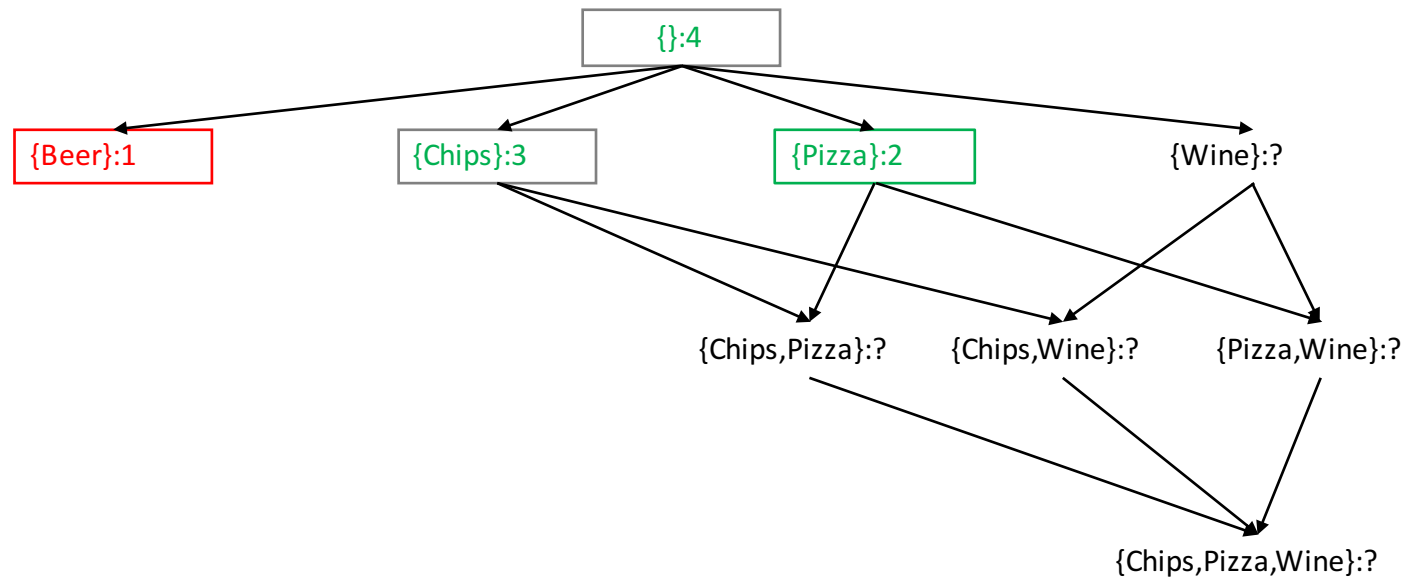 {}:4
{Beer}:1
{Chips}:3
{Pizza}:2
{Wine}:?
{Chips,Pizza}:?
{Chips,Wine}:?
{Pizza,Wine}:?
{Chips,Pizza,Wine}:?